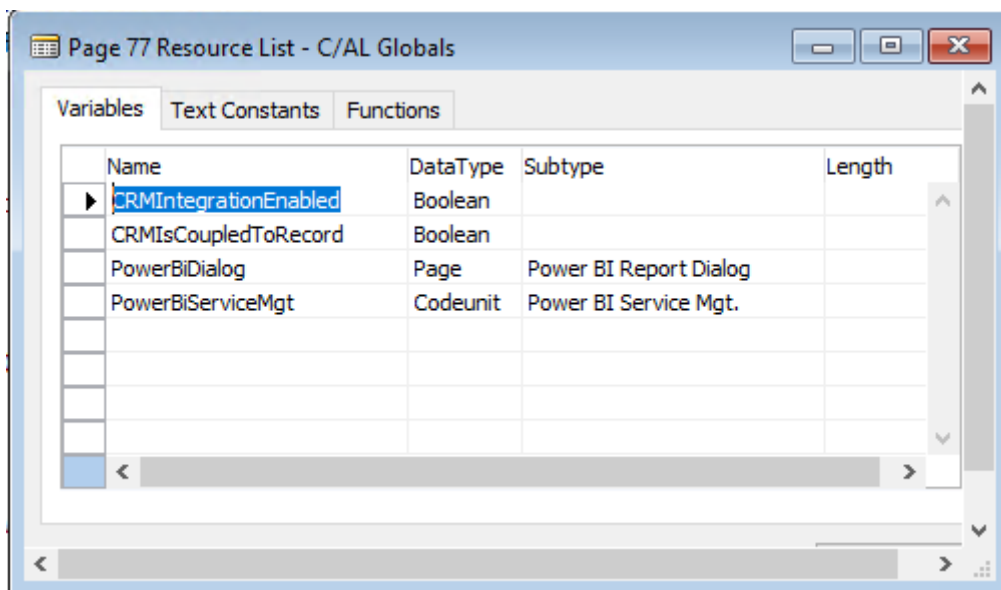 Page 77 Resource List - C/AL Globals
Variables Text Constants Functions
Name DataType Subtype Length
CRMIntegrationEnabled Boolean
CRMIsCoupledToRecord Boolean
PowerBiDialog Page Power BI Report Dialog
PowerBiServiceMgt Codeunit Power BI Service Mgt.